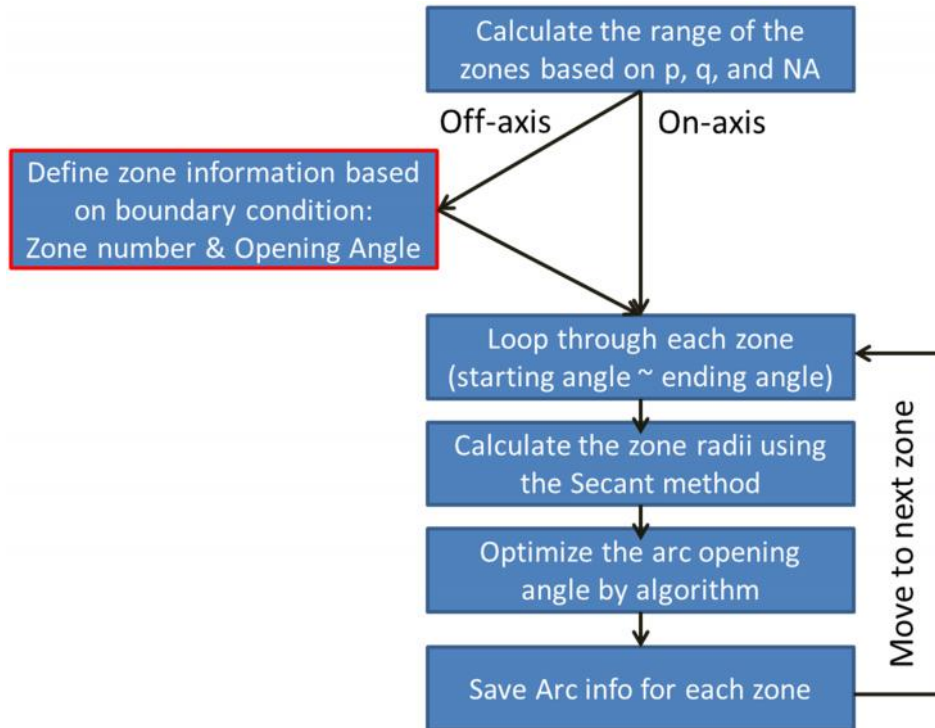 Calculate the range of the
zones based on p, q, and NA
Off-axis
On-axis
Define zone information based
on boundary condition:
Zone number & Opening Angle
Loop through each zone
(starting angle ~ ending angle)
Calculate the zone radii using
the Secant method
Optimize the arc opening
angle by algorithm
Save Arc info for each zone
Move to next zone